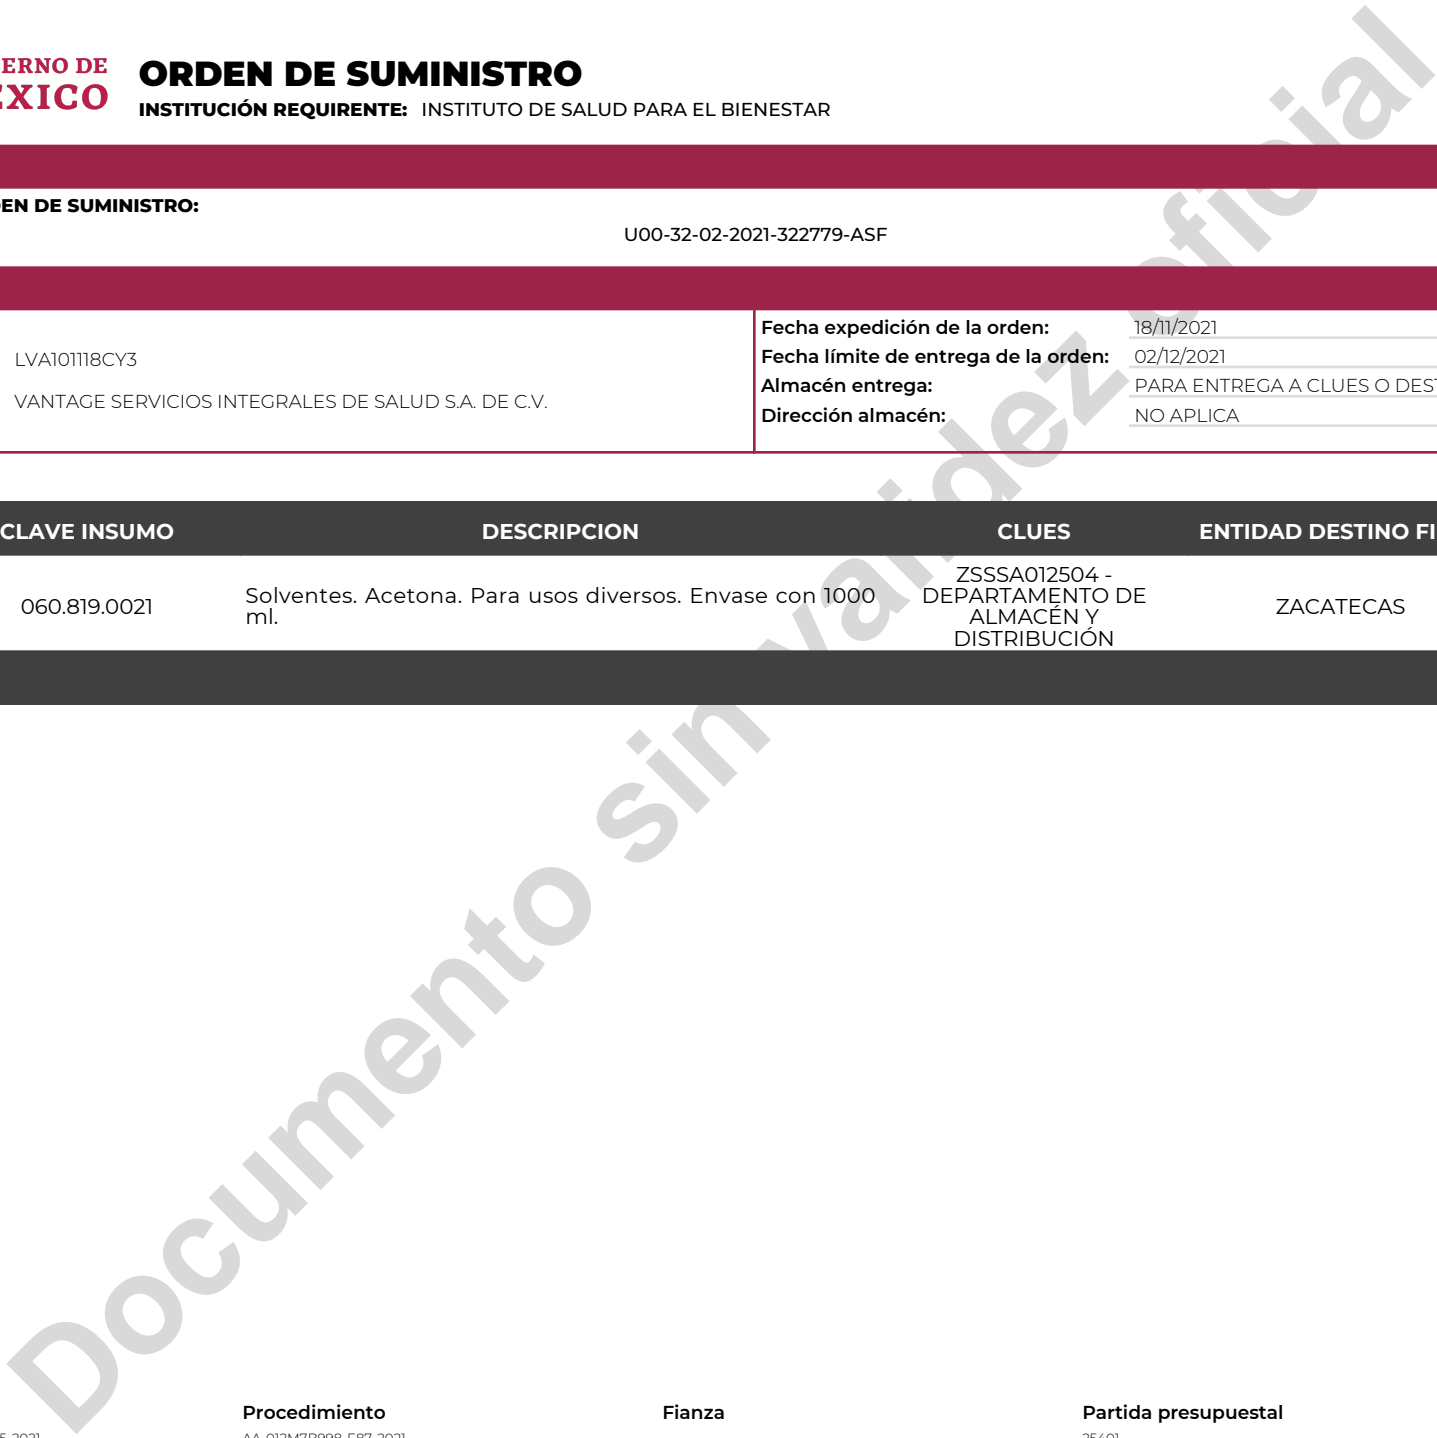 ERNO DE
EXICO
ORDEN DE SUMINISTRO
INSTITUCIÓN REQUIRENTE: INSTITUTO DE SALUD PARA EL BIENESTAR
EN DE SUMINISTRO:
U00-32-02-2021-322779-ASF
LVA101118CY3
VANTAGE SERVICIOS INTEGRALES DE SALUD S.A. DE C.V.
Fecha expedición de la orden: 18/11/2021
Fecha límite de entrega de la orden: 02/12/2021
Almacén entrega: PARA ENTREGA A CLUES O DEST
Dirección almacén: NO APLICA
CLAVE INSUMO DESCRIPCION CLUES ENTIDAD DESTINO FI
060.819.0021
Solventes. Acetona. Para usos diversos. Envase con 1000
ml.
ZSSSA012504 -
DEPARTAMENTO DE
ALMACÉN Y
DISTRIBUCIÓN
ZACATECAS
Documento sin validez oficial
Procedimiento Fianza Partida presupuestal